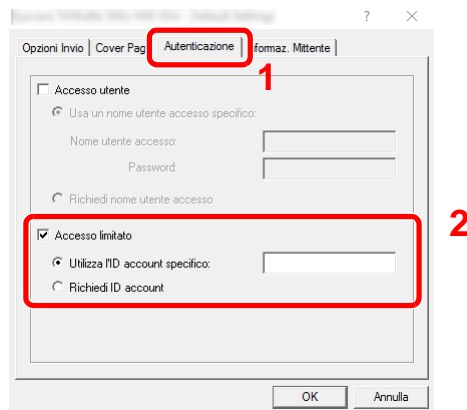 ? ×
Opzioni Invio Cover Pag Autenticazione nformaz. Mittente
1
Accesso utente
Usa un nome utente accesso specifico:
Nome utente accesso:
Password:
Richiedi nome utente accesso
2
Accesso limitato
Utilizza l'ID account specifico:
Richiedi ID account
OK Annulla